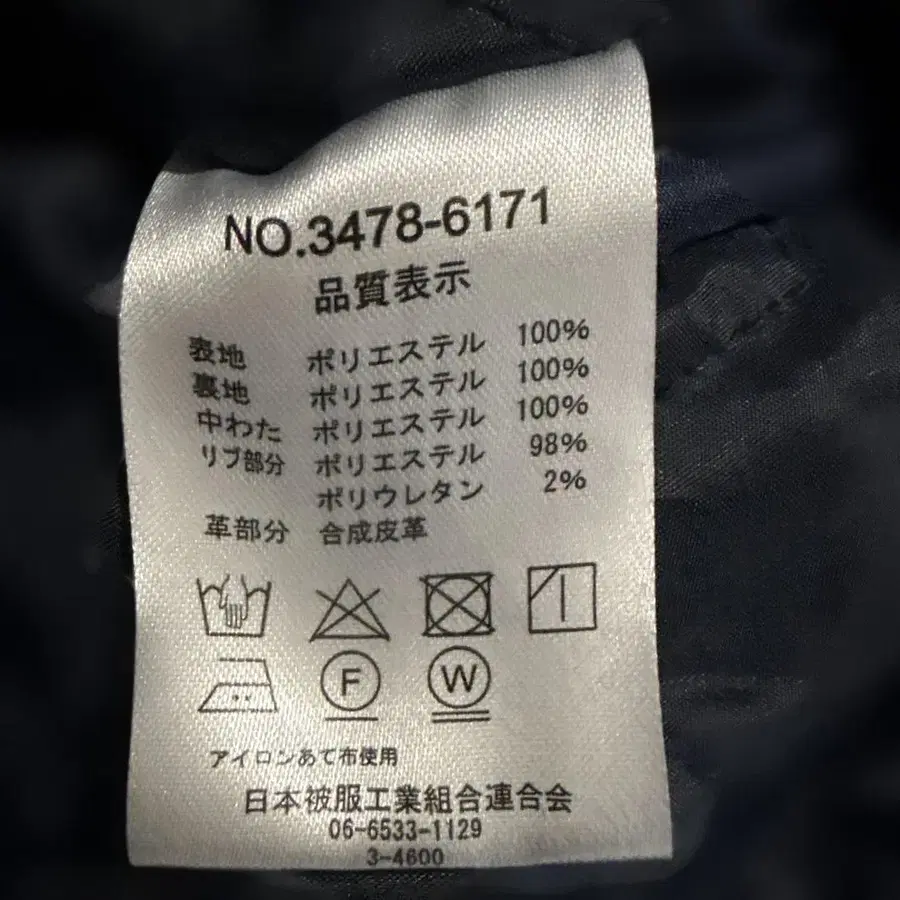 NO.3478-6171
品質表示
表地 ポリエステル 100%
裏地 ポリエステル 100%
中わた ポリエステル 100%
リブ部分 ポリエステル 98%
ポリウレタン 2%
革部分 合成皮革
F W
アイロンあて布使用
日本被服工業組合連合会
06-6533-1129
3-4600